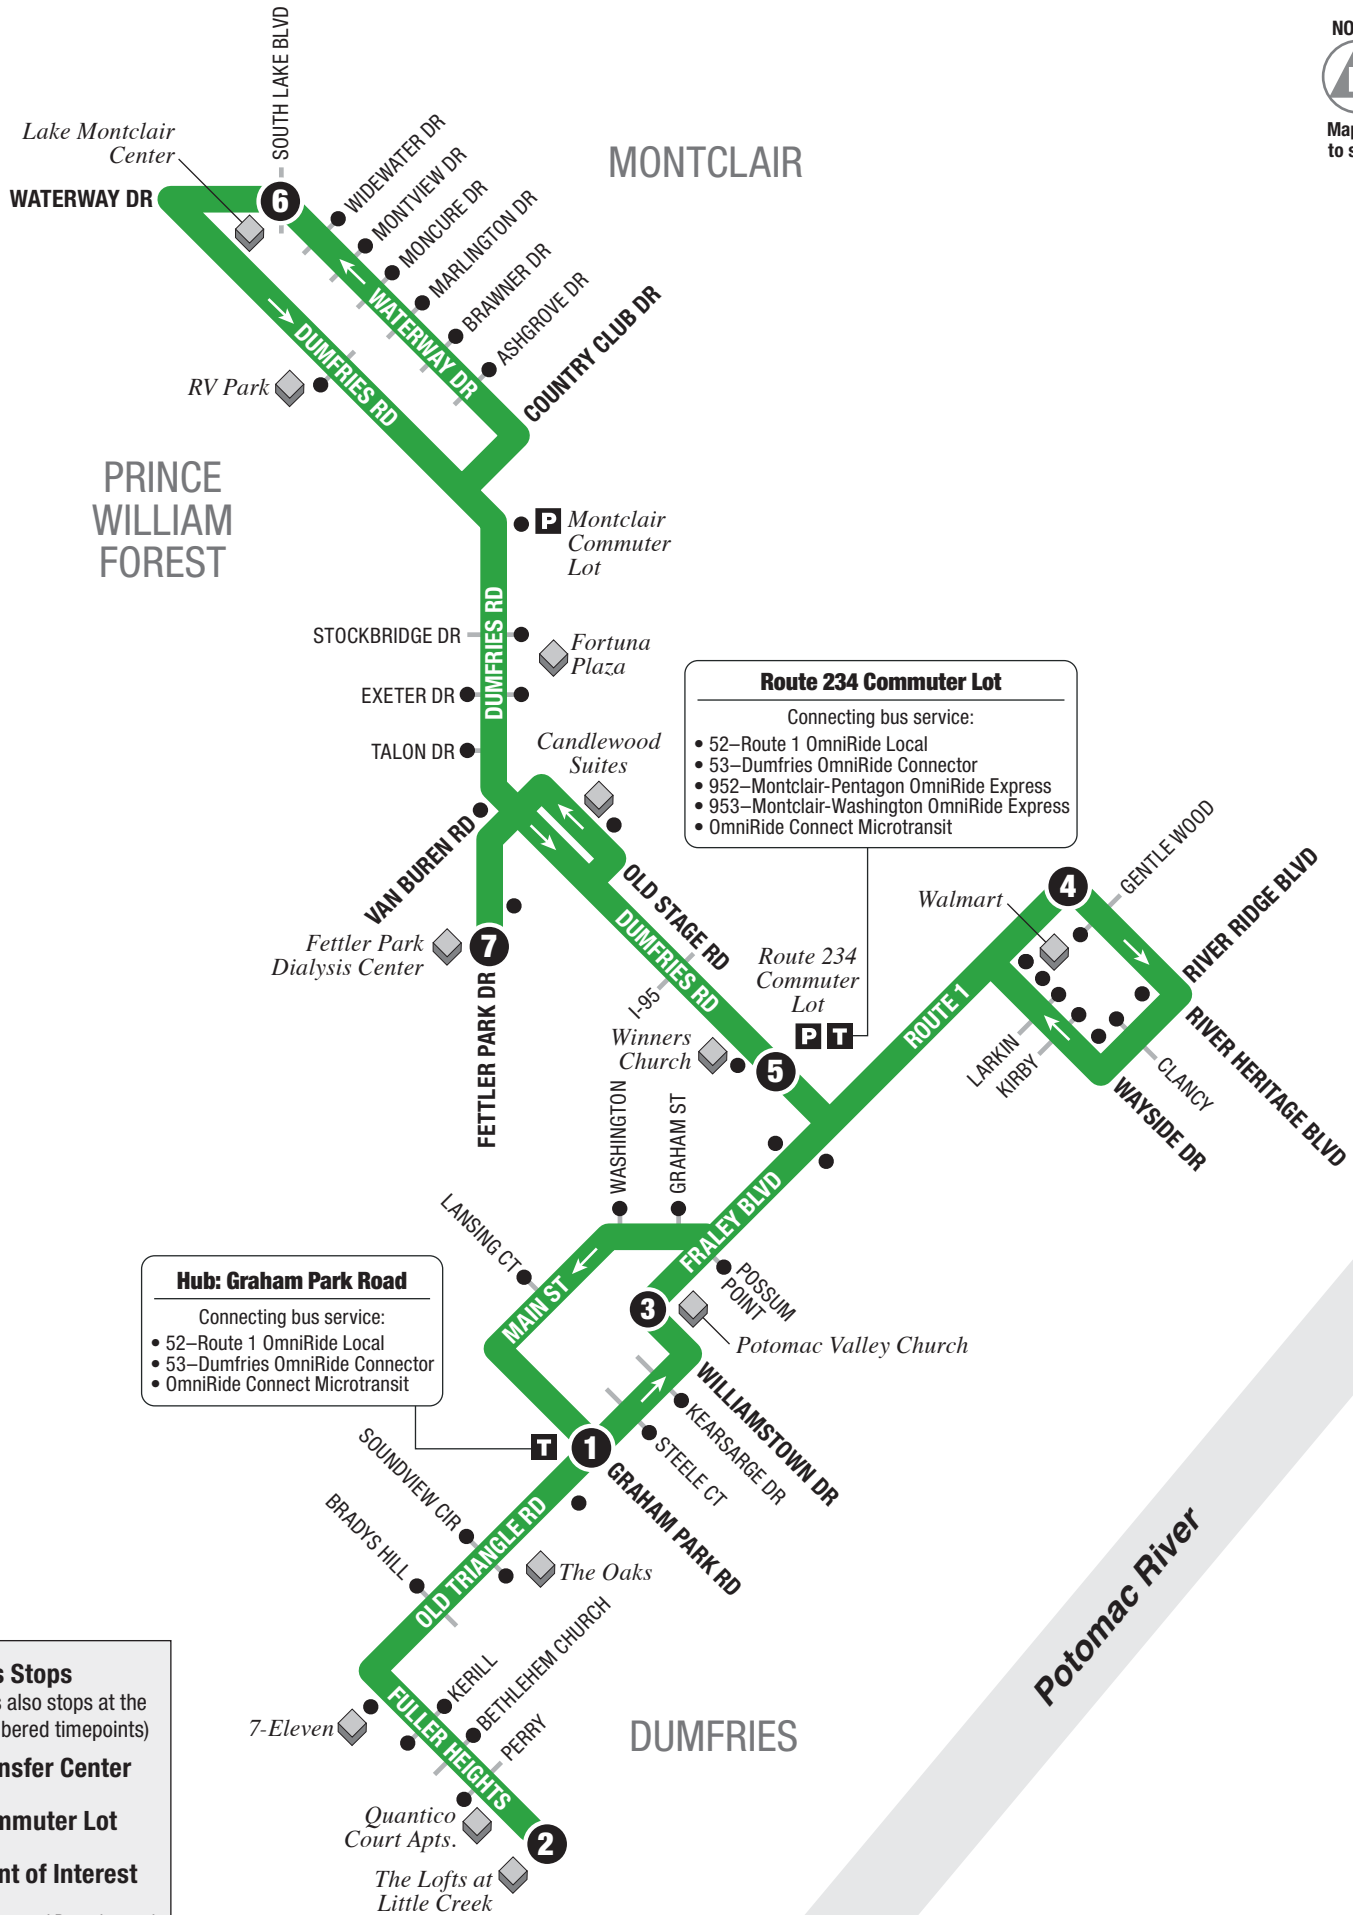 SOUTH LAKE BLVD
Lake Montclair
Center
WATERWAY DR
6
WIDEWATER DR
MONTVIEW DR
MONCURE DR
MARLINGTON DR
BRAWNER DR
ASHGROVE DR
MONTCLAIR
COUNTRY CLUB DR
WATERWAY DR
DUMFRIES RD
RV Park
PRINCE
WILLIAM
FOREST
P
Montclair
Commuter
Lot
DUMFRIES RD
STOCKBRIDGE DR
Fortuna
Plaza
EXETER DR
TALON DR
Candlewood
Suites
VAN BUREN RD
OLD STAGE RD
Fettler Park
Dialysis Center
7
FETTLER PARK DR
DUMFRIES RD
I-95
Winners
Church
5
Route 234
Commuter
Lot
P T
Route 234 Commuter Lot
Connecting bus service:
• 52–Route 1 OmniRide Local
• 53–Dumfries OmniRide Connector
• 952–Montclair-Pentagon OmniRide Express
• 953–Montclair-Washington OmniRide Express
• OmniRide Connect Microtransit
Walmart
4
GENTLE WOOD
RIVER RIDGE BLVD
RIVER HERITAGE BLVD
ROUTE 1
LARKIN
KIRBY
CLANCY
WAYSIDE DR
WASHINGTON
GRAHAM ST
FRALEY BLVD
LANSING CT
MAIN ST
3
POSSUM
POINT
Potomac Valley Church
Hub: Graham Park Road
Connecting bus service:
• 52–Route 1 OmniRide Local
• 53–Dumfries OmniRide Connector
• OmniRide Connect Microtransit
T
1
WILLIAMSTOWN DR
KEARSARGE DR
STEELE CT
GRAHAM PARK RD
SOUNDVIEW CIR
BRADYS HILL
OLD TRIANGLE RD
The Oaks
KERILL
BETHLEHEM CHURCH
PERRY
7-Eleven
FULLER HEIGHTS
DUMFRIES
Quantico
Court Apts.
2
The Lofts at
Little Creek
Potomac River
NO
Map
to s
s Stops
s also stops at the
bered timepoints)
nsfer Center
mmuter Lot
nt of Interest